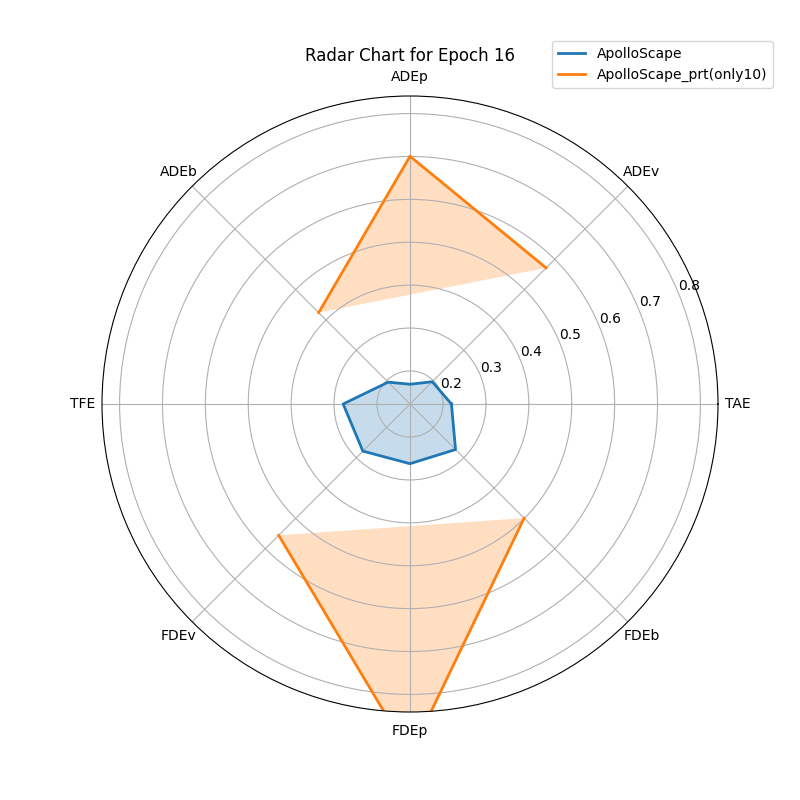 Radar Chart for Epoch 16
ApolloScape
ApolloScape_prt(only10)
ADEp
ADEb
ADEv
0.8
0.7
0.6
0.5
0.4
0.3
0.2
TFE
TAE
FDEv
FDEb
FDEp